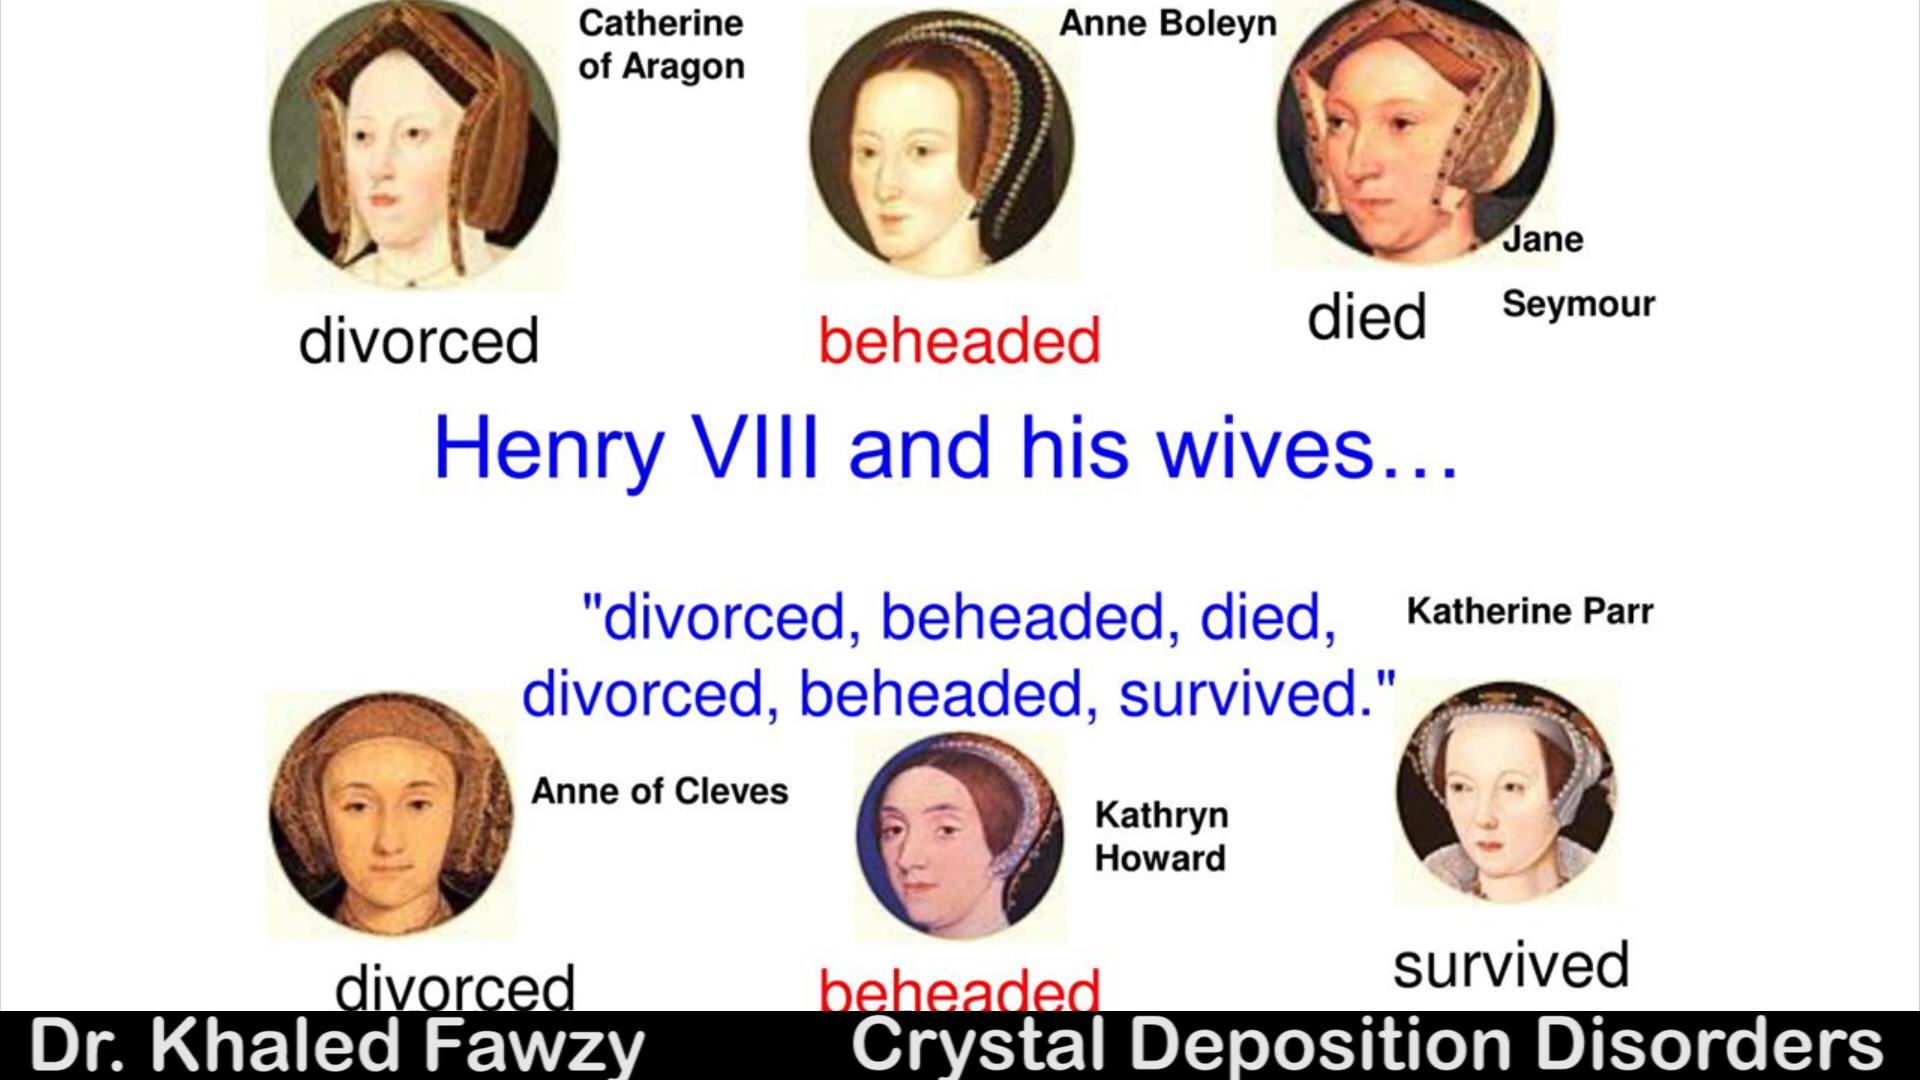 Catherine
of Aragon
Anne Boleyn
Jane
Seymour
divorced
beheaded
died
Henry VIII and his wives…
"divorced, beheaded, died,
divorced, beheaded, survived."
Katherine Parr
Anne of Cleves
Kathryn
Howard
divorced
beheaded
survived
Dr. Khaled Fawzy
Crystal Deposition Disorders